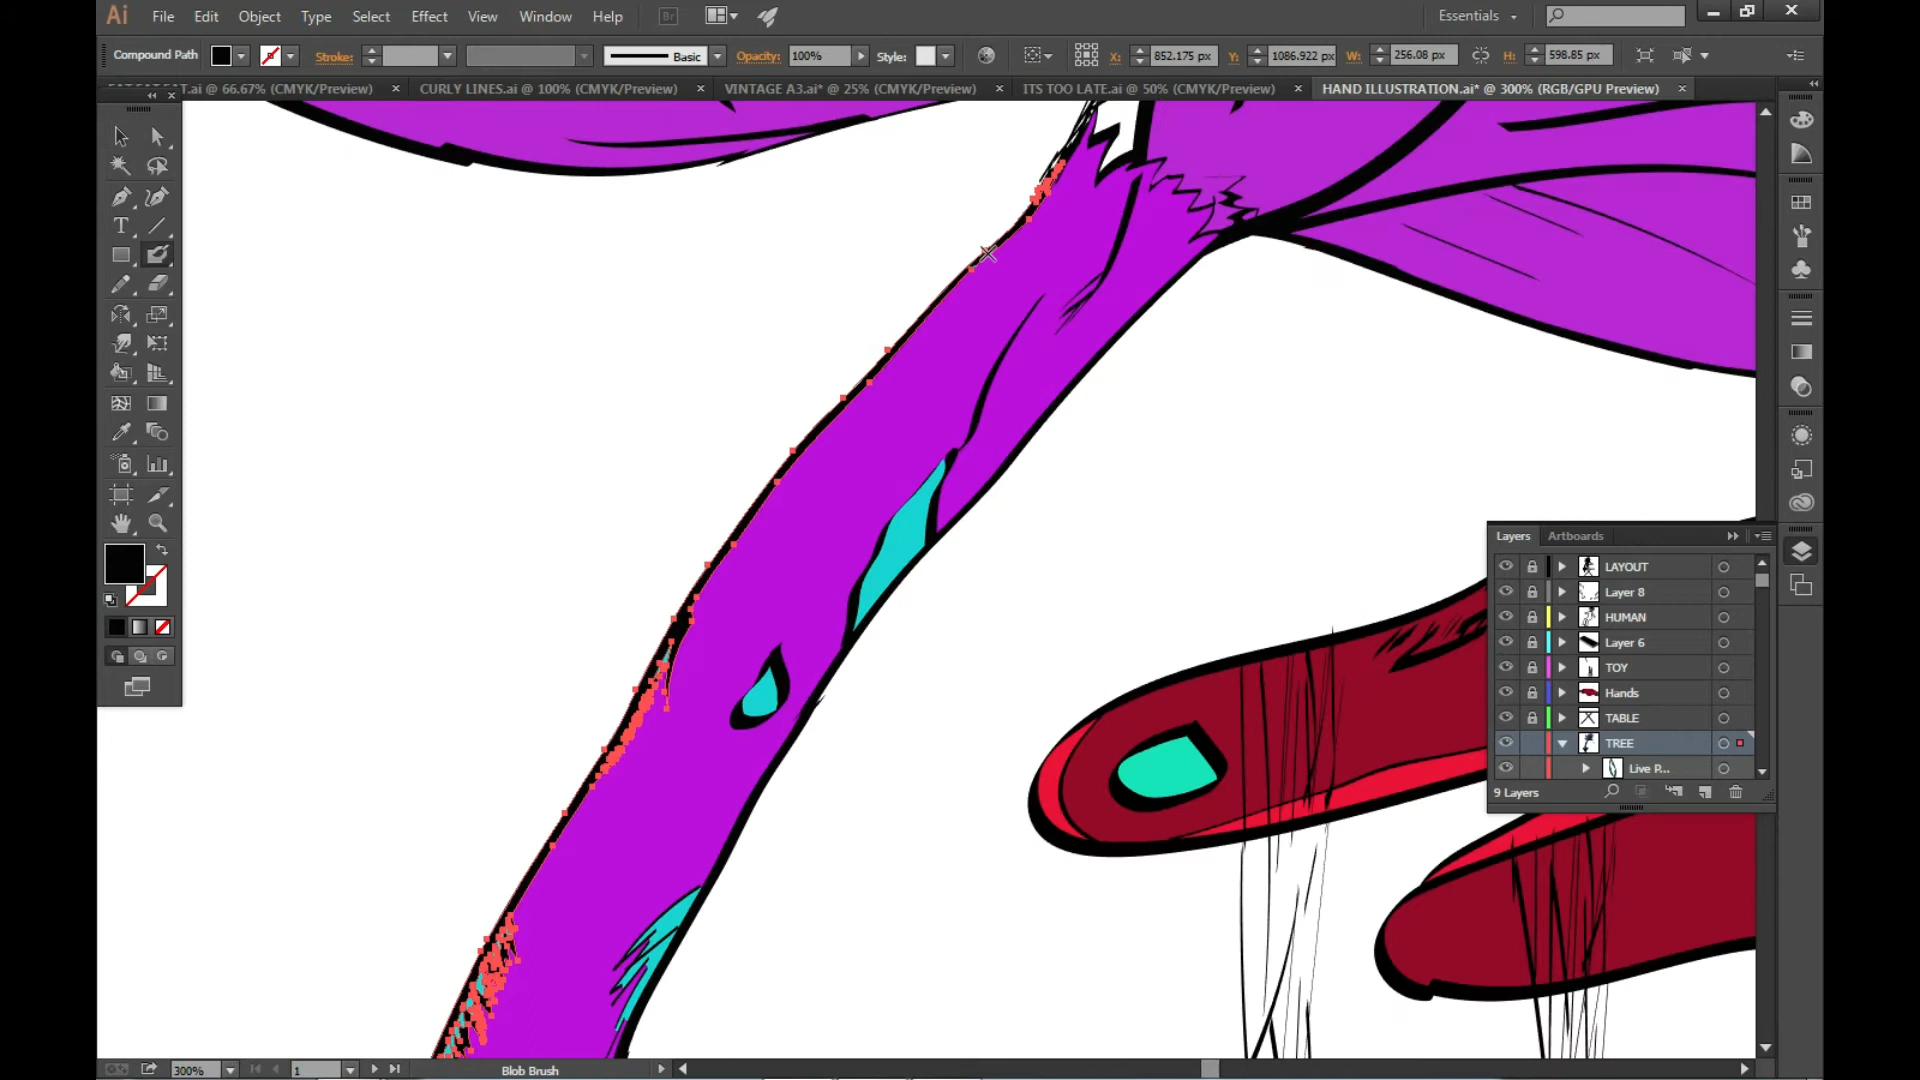 Ai File Edit Object Type Select Effect View Window Help Br Essentials
Compound Path Stroke: Basic Opacity: 100% Style: X: 852.175 px Y: 1086.922 px W: 256.08 px H: 598.85 px
T.ai @ 66.67% (CMYK/Preview) CURLY LINES.ai @ 100% (CMYK/Preview) VINTAGE A3.ai* @ 25% (CMYK/Preview) ITS TOO LATE.ai @ 50% (CMYK/Preview) HAND ILLUSTRATION.ai* @ 300% (RGB/GPU Preview)
Layers Artboards
LAYOUT
Layer 8
HUMAN
Layer 6
TOY
Hands
TABLE
TREE
Live P...
9 Layers
300% 1 Blob Brush